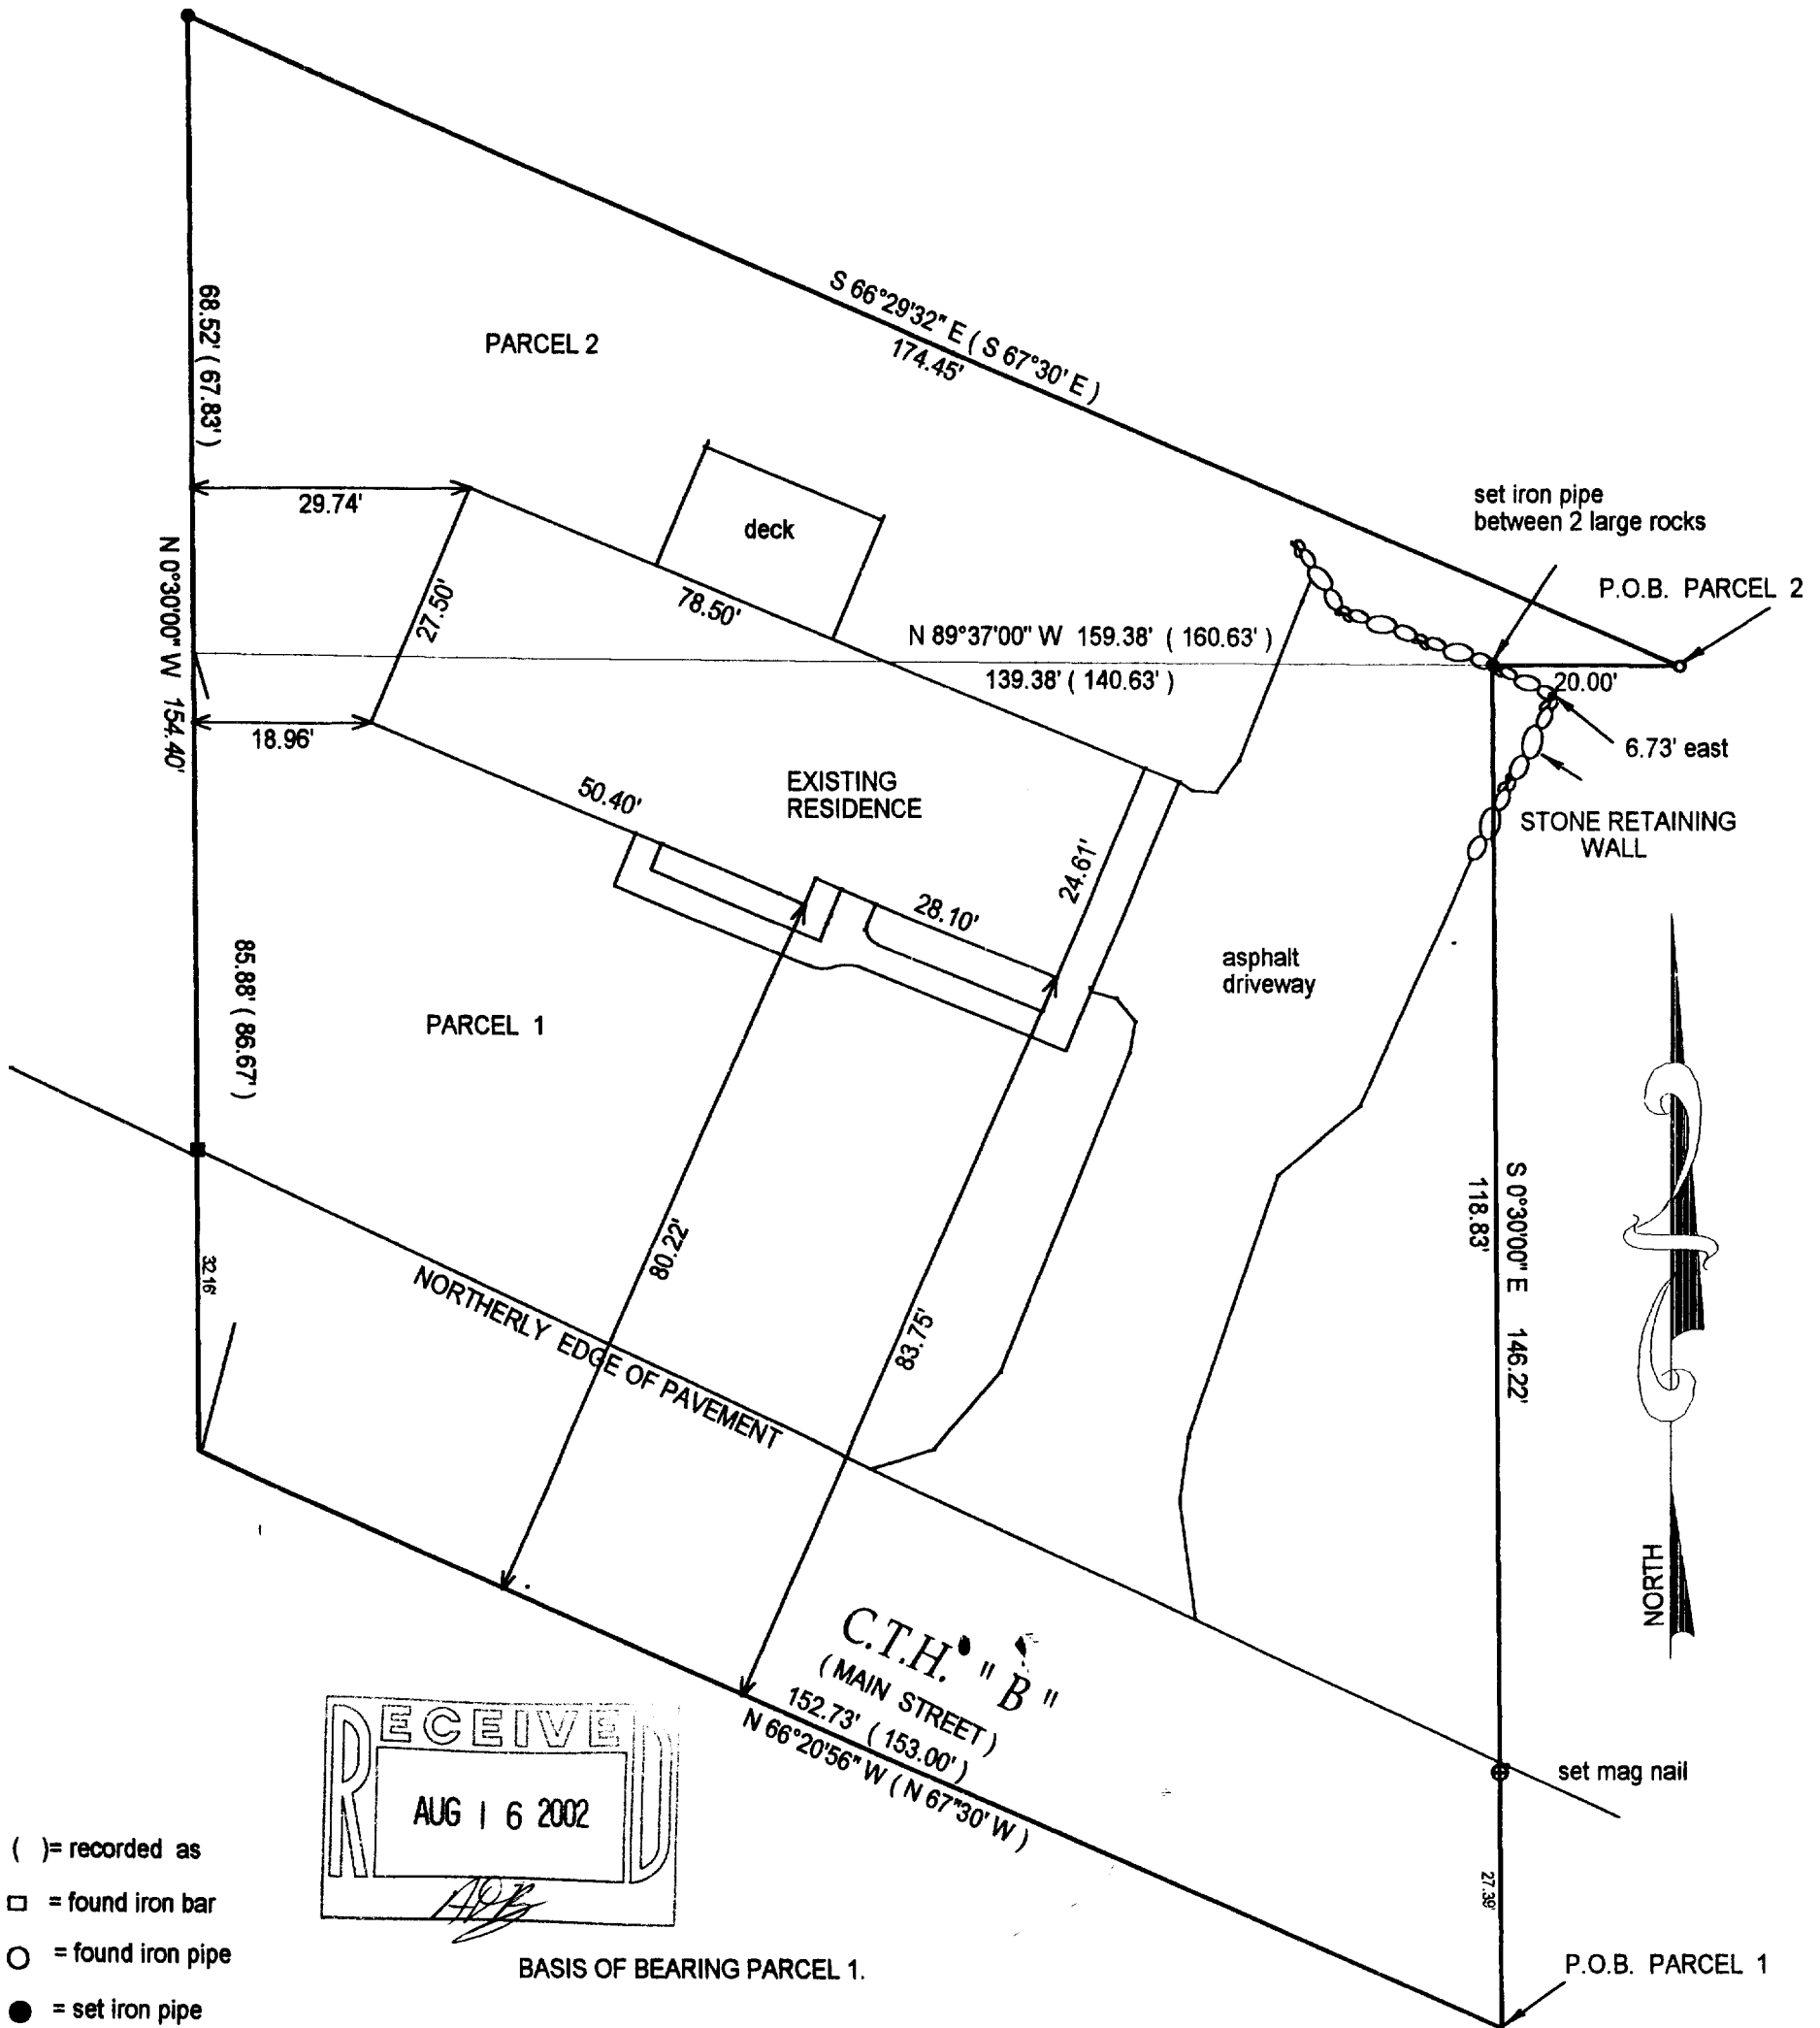 S 66°29'32" E ( S 67°30' E )
174.45'
68.52' ( 67.83' )
PARCEL 2
29.74'
deck
set iron pipe
between 2 large rocks
P.O.B. PARCEL 2
N 0°30'00" W 154.40'
27.50'
78.50'
N 89°37'00" W 159.38' ( 160.63' )
139.38' ( 140.63' )
20.00'
18.96'
6.73' east
50.40'
EXISTING
RESIDENCE
STONE RETAINING
WALL
24.61'
28.10'
asphalt
driveway
85.88' ( 86.67' )
PARCEL 1
S 0°30'00" E 146.22'
118.83'
80.22'
83.75'
32.16'
NORTHERLY EDGE OF PAVEMENT
NORTH
C.T.H. " B "
( MAIN STREET )
152.73' ( 153.00' )
N 66°20'56" W ( N 67°30' W )
set mag nail
27.39'
P.O.B. PARCEL 1
RECEIVED
AUG 16 2002
( )= recorded as
= found iron bar
= found iron pipe
= set iron pipe
BASIS OF BEARING PARCEL 1.